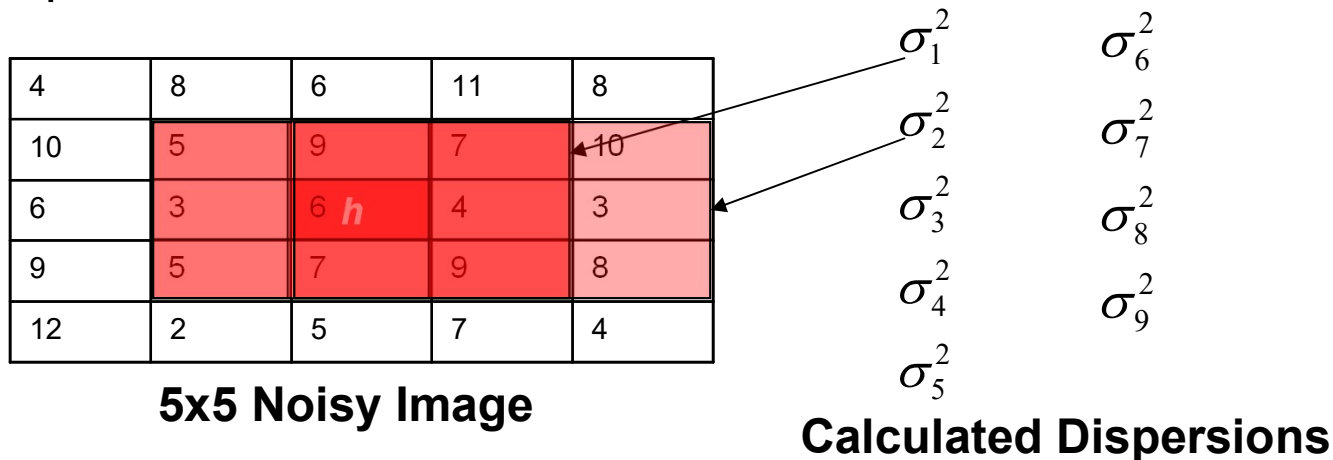 4 8 6 11 8
10 5 9 7 10
6 3 6 h 4 3
9 5 7 9 8
12 2 5 7 4
5x5 Noisy Image
σ₁² σ₆²
σ₂² σ₇²
σ₃² σ₈²
σ₄² σ₉²
σ₅²
Calculated Dispersions